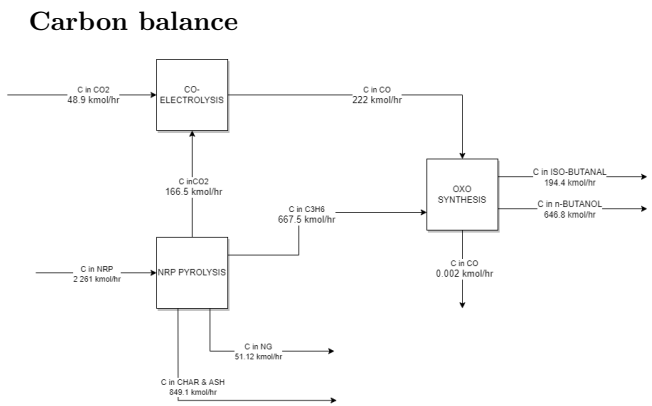 Carbon balance
C in CO2
48.9 kmol/hr
CO-
ELECTROLYSIS
C in CO
222 kmol/hr
C inCO2
166.5 kmol/hr
C in C3H6
667.5 kmol/hr
OXO
SYNTHESIS
C in ISO-BUTANAL
194.4 kmol/hr
C in n-BUTANOL
646.8 kmol/hr
C in CO
0.002 kmol/hr
C in NRP
2 261 kmol/hr
NRP PYROLYSIS
C in NG
51.12 kmol/hr
C in CHAR & ASH
849.1 kmol/hr